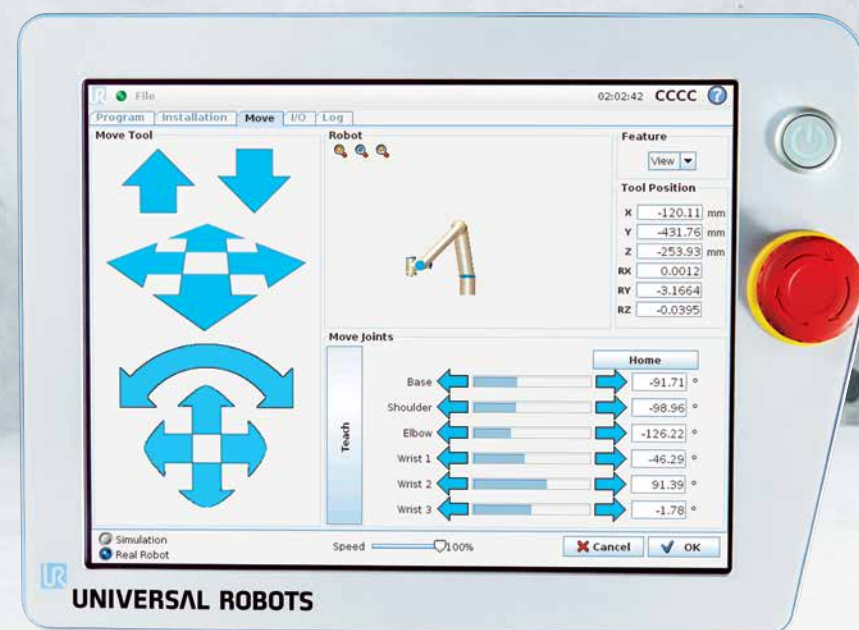 UR File 02:02:42 CCCC ?
Program Installation Move I/O Log
Move Tool
Robot
Feature
View
Tool Position
X -120.11 mm
Y -431.76 mm
Z -253.93 mm
RX 0.0012
RY -3.1664
RZ -0.0395
Move Joints
Home
Teach
Base -91.71 °
Shoulder -98.96 °
Elbow -126.22 °
Wrist 1 -46.29 °
Wrist 2 91.39 °
Wrist 3 -1.78 °
Simulation
Real Robot
Speed 100%
Cancel OK
UR
UNIVERSAL ROBOTS